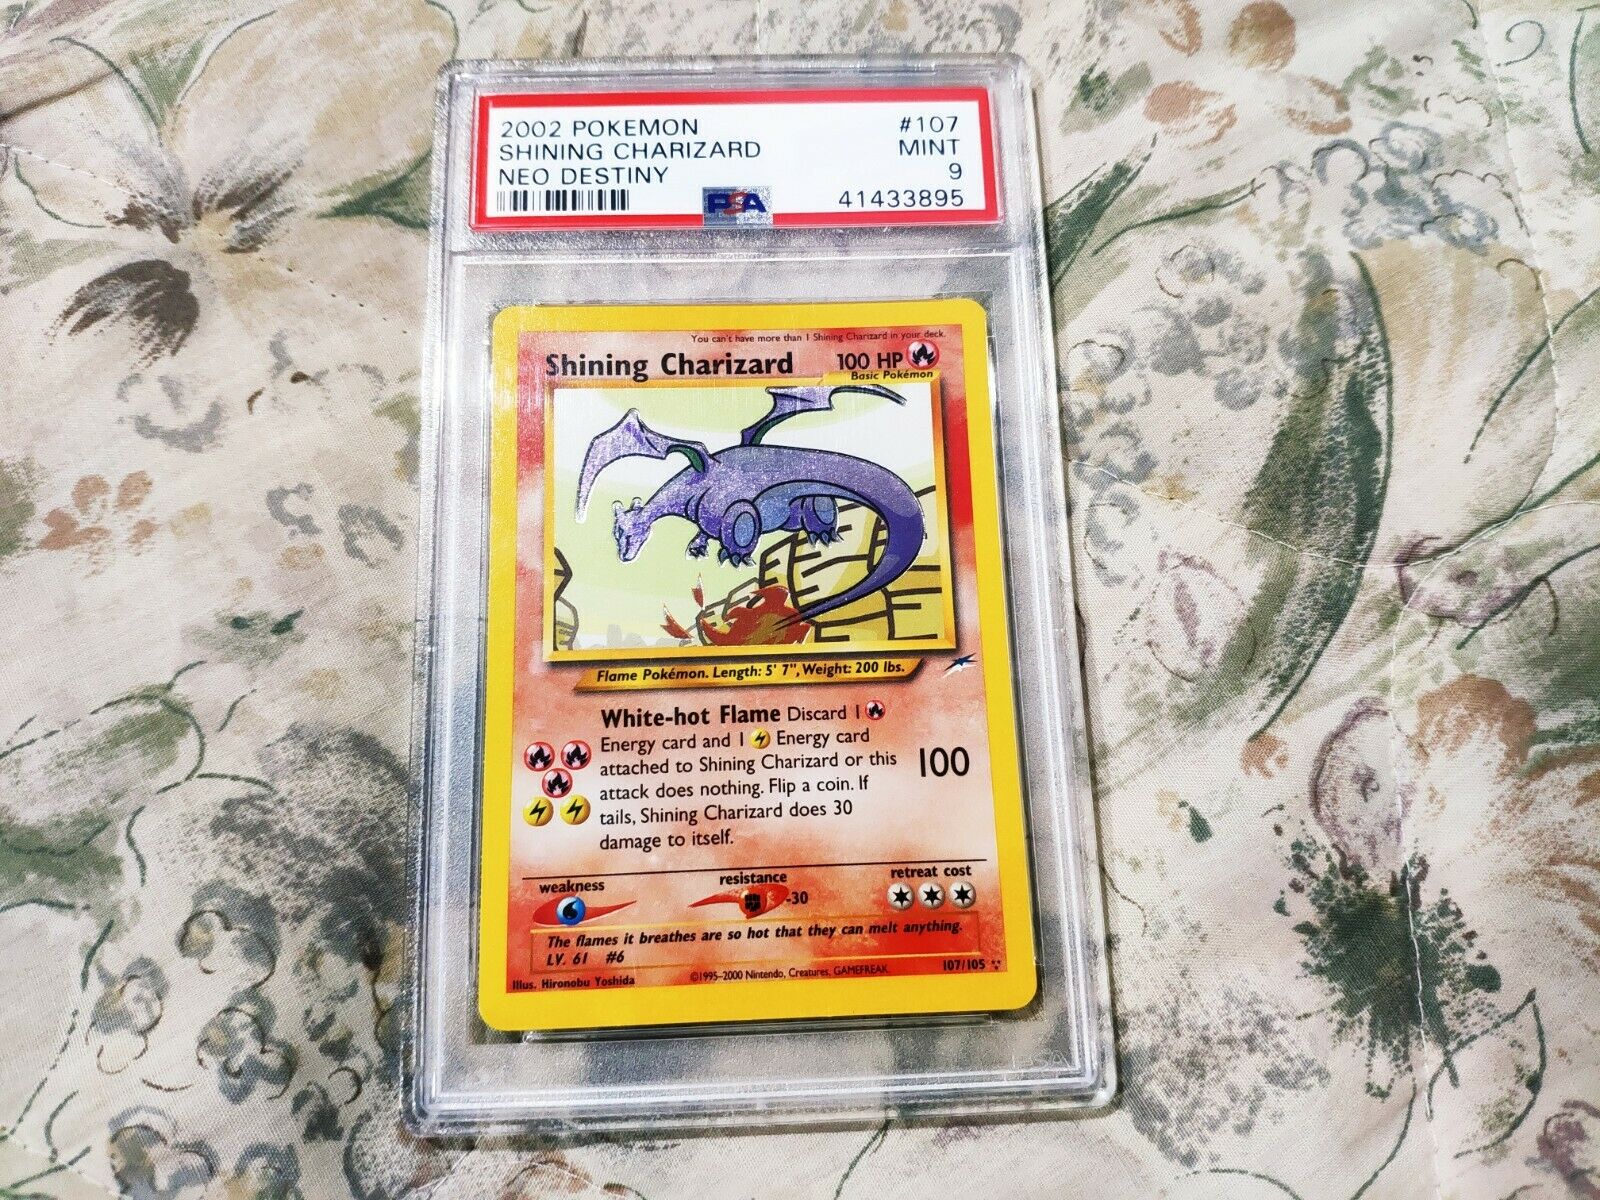 2002 POKEMON #107
SHINING CHARIZARD MINT
NEO DESTINY 9
PSA 41433895
You can't have more than 1 Shining Charizard in your deck.
Shining Charizard 100 HP
Basic Pokémon
Flame Pokémon. Length: 5' 7", Weight: 200 lbs.
White-hot Flame Discard 1
Energy card and 1 Energy card
attached to Shining Charizard or this
attack does nothing. Flip a coin. If
tails, Shining Charizard does 30
damage to itself.
100
weakness resistance retreat cost
-30
The flames it breathes are so hot that they can melt anything.
LV. 61 #6
Illus. Hironobu Yoshida ©1995-2000 Nintendo, Creatures, GAMEFREAK. 107/105
PSA